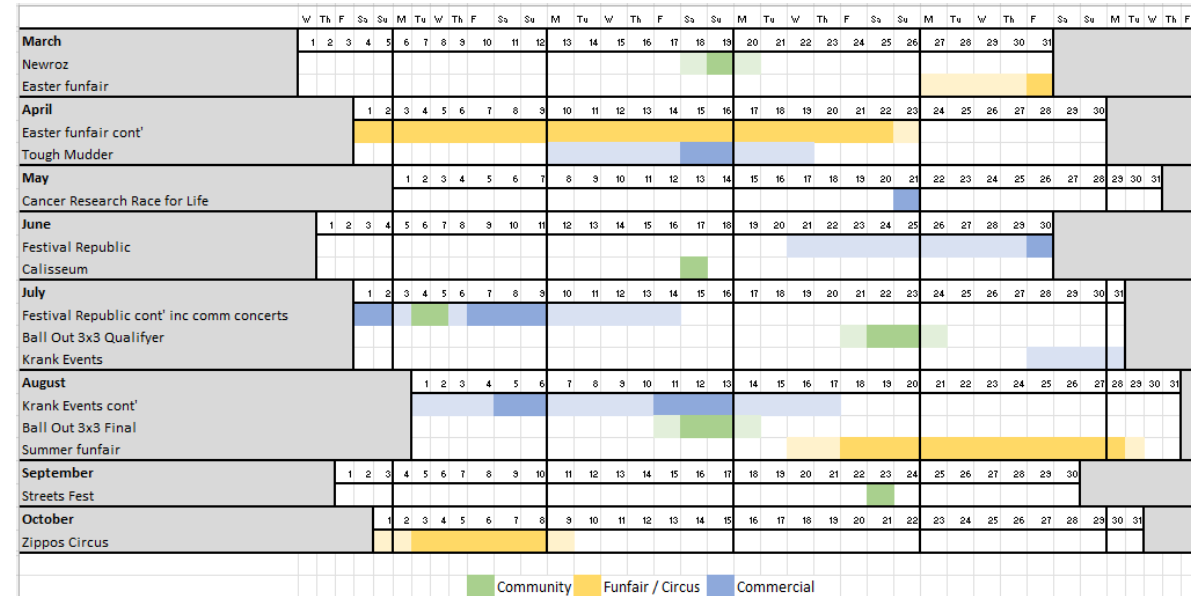 W Th F Sa Su M Tu W Th F Sa Su M Tu W Th F Sa Su M Tu W Th F Sa Su M Tu W Th F Sa Su M Tu W Th F
March 1 2 3 4 5 6 7 8 9 10 11 12 13 14 15 16 17 18 19 20 21 22 23 24 25 26 27 28 29 30 31
Newroz
Easter funfair
April 1 2 3 4 5 6 7 8 9 10 11 12 13 14 15 16 17 18 19 20 21 22 23 24 25 26 27 28 29 30
Easter funfair cont'
Tough Mudder
May 1 2 3 4 5 6 7 8 9 10 11 12 13 14 15 16 17 18 19 20 21 22 23 24 25 26 27 28 29 30 31
Cancer Research Race for Life
June 1 2 3 4 5 6 7 8 9 10 11 12 13 14 15 16 17 18 19 20 21 22 23 24 25 26 27 28 29 30
Festival Republic
Calisseum
July 1 2 3 4 5 6 7 8 9 10 11 12 13 14 15 16 17 18 19 20 21 22 23 24 25 26 27 28 29 30 31
Festival Republic cont' inc comm concerts
Ball Out 3x3 Qualifyer
Krank Events
August 1 2 3 4 5 6 7 8 9 10 11 12 13 14 15 16 17 18 19 20 21 22 23 24 25 26 27 28 29 30 31
Krank Events cont'
Ball Out 3x3 Final
Summer funfair
September 1 2 3 4 5 6 7 8 9 10 11 12 13 14 15 16 17 18 19 20 21 22 23 24 25 26 27 28 29 30
Streets Fest
October 1 2 3 4 5 6 7 8 9 10 11 12 13 14 15 16 17 18 19 20 21 22 23 24 25 26 27 28 29 30 31
Zippos Circus
Community Funfair / Circus Commercial